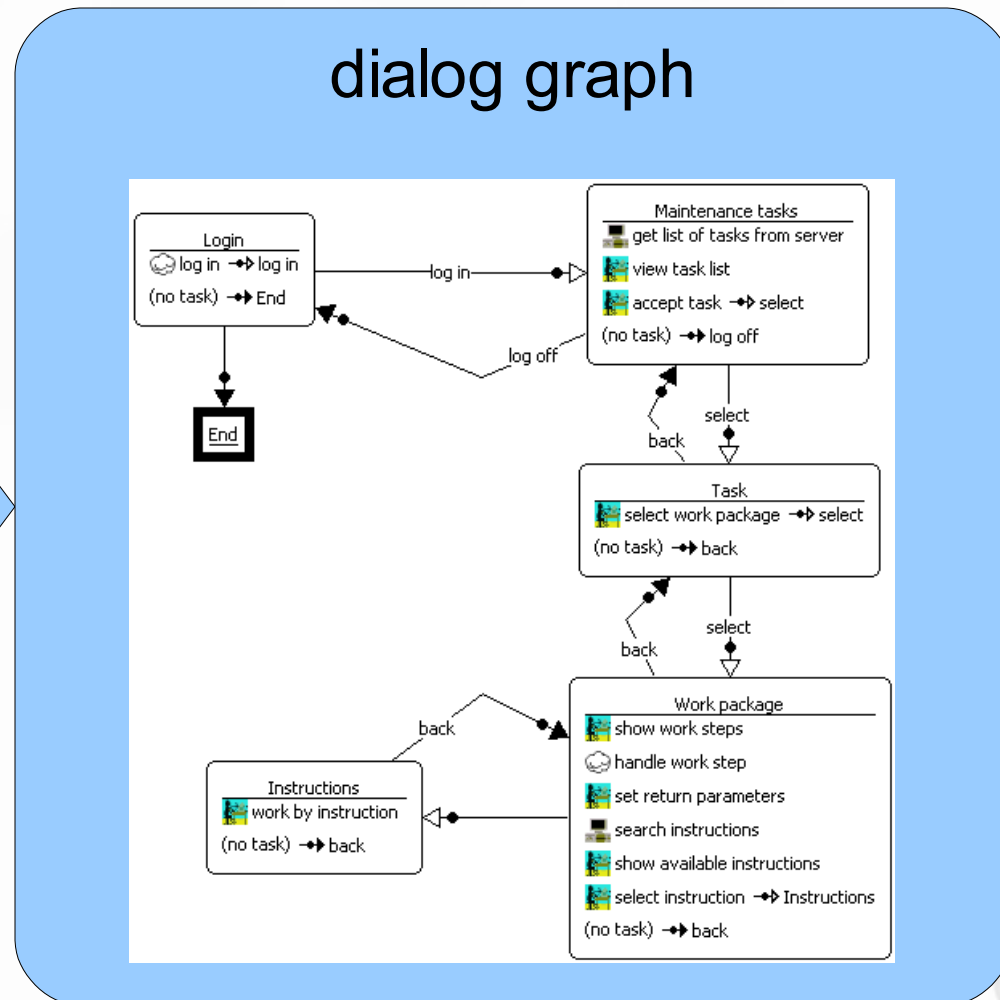 dialog graph
Login
log in log in
(no task) End
End
log in
log off
Maintenance tasks
get list of tasks from server
view task list
accept task select
(no task) log off
back
select
Task
select work package select
(no task) back
back
select
Work package
show work steps
handle work step
set return parameters
search instructions
show available instructions
select instruction Instructions
(no task) back
back
Instructions
work by instruction
(no task) back